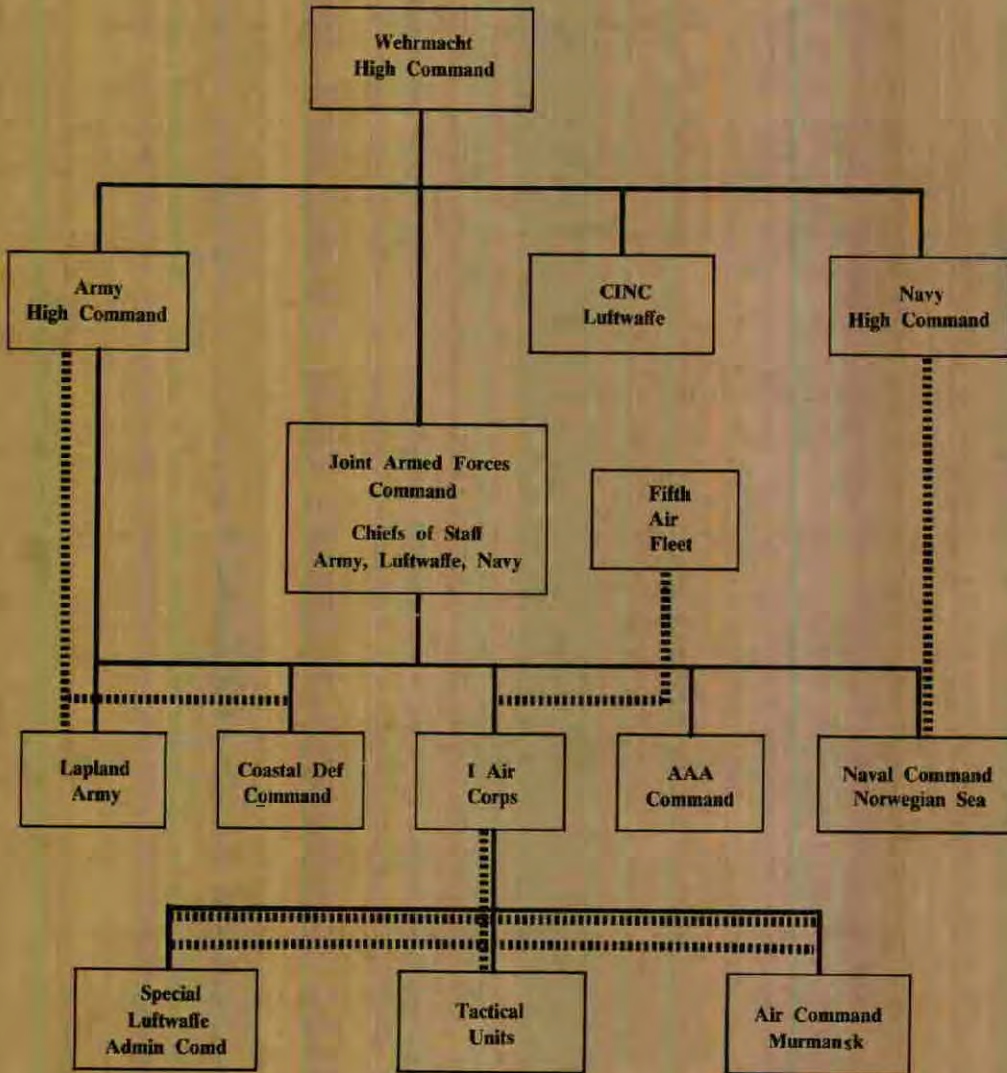 Wehrmacht
High Command
Army
High Command
CINC
Luftwaffe
Navy
High Command
Joint Armed Forces
Command
Chiefs of Staff
Army, Luftwaffe, Navy
Fifth
Air
Fleet
Lapland
Army
Coastal Def
Command
I Air
Corps
AAA
Command
Naval Command
Norwegian Sea
Special
Luftwaffe
Admin Comd
Tactical
Units
Air Command
Murmansk